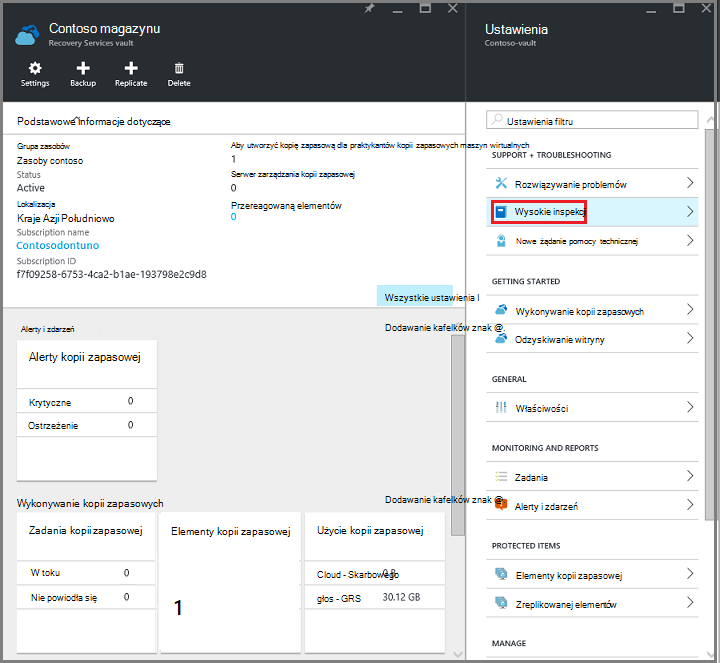 Contoso magazynu
Recovery Services vault
Settings
Backup
Replicate
Delete
Podstawowe Informacje dotyczące
Grupa zasobów
Zasoby contoso
Status
Active
Lokalizacja
Kraje Azji Południowo
Subscription name
Contosodontuno
Subscription ID
f7f09258-6753-4ca2-b1ae-193798e2c9d8
Aby utworzyć kopię zapasową dla praktykantów kopii zapasowych maszyn wirtualnych
1
Serwer zarządzania kopii zapasowej
0
Przereagowaną elementów
0
Wszystkie ustawienia I
Dodawanie kafelków znak @.
Alerty i zdarzeń
Alerty kopii zapasowej
Krytyczne 0
Ostrzeżenie 0
Wykonywanie kopii zapasowych
Dodawanie kafelków znak @.
Zadania kopii zapasowej
W toku 0
Nie powiodła się 0
Elementy kopii zapasowej
1
Użycie kopii zapasowej
Cloud - Skarbowego
głos - GRS 30.12 GB
Ustawienia
Contoso-vault
Ustawienia filtru
SUPPORT + TROUBLESHOOTING
Rozwiązywanie problemów
Wysokie inspekcji
Nowe żądanie pomocy technicznej
GETTING STARTED
Wykonywanie kopii zapasowych
Odzyskiwanie witryny
GENERAL
Właściwości
MONITORING AND REPORTS
Zadania
Alerty i zdarzeń
PROTECTED ITEMS
Elementy kopii zapasowej
Zreplikowanej elementów
MANAGE